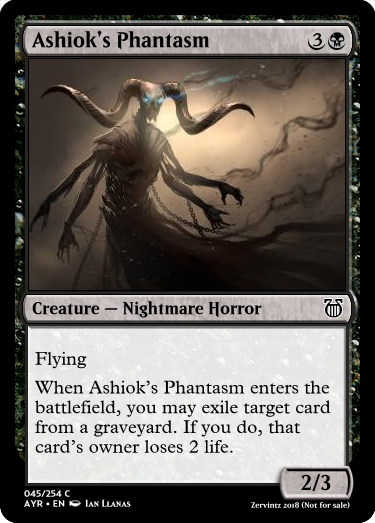 Ashiok's Phantasm 3
Creature — Nightmare Horror
Flying
When Ashiok's Phantasm enters the
battlefield, you may exile target card
from a graveyard. If you do, that
card's owner loses 2 life.
2/3
045/254 C
AYR • EN Ian Llanas
Zervintz 2018 (Not for sale)